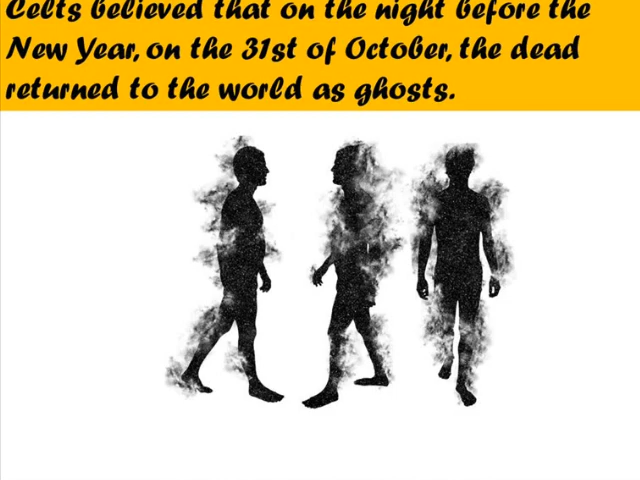 Celts believed that on the night before the
New Year, on the 31st of October, the dead
returned to the world as ghosts.